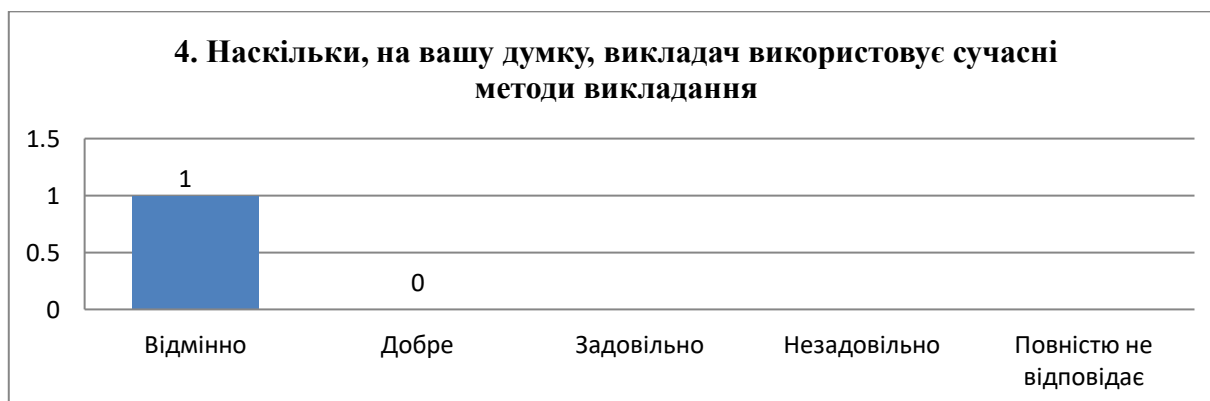 4. Наскільки, на вашу думку, викладач використовує сучасні
методи викладання
1.5
1
0.5
0
1
0
Відмінно
Добре
Задовільно
Незадовільно
Повністю не
відповідає